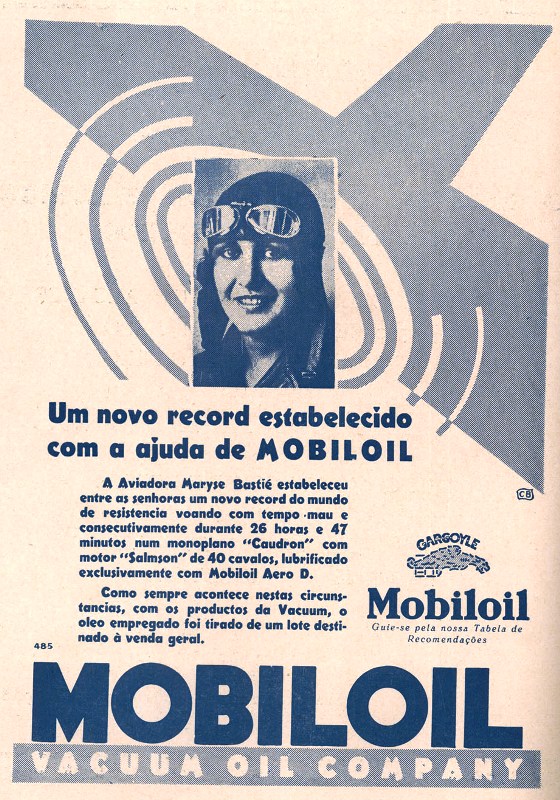 Um novo record estabelecido
com a ajuda de MOBILOIL
A Aviadora Maryse Bastié estabeleceu
entre as senhoras um novo record do mundo
de resistencia voando com tempo mau e
consecutivamente durante 26 horas e 47
minutos num monoplano "Caudron" com
motor "Salmson" de 40 cavalos, lubrificado
exclusivamente com Mobiloil Aero D.
Como sempre acontece nestas circuns-
tancias, com os productos da Vacuum, o
oleo empregado foi tirado de um lote desti-
nado à venda geral.
CB
GARGOYLE
Mobiloil
Guie-se pela nossa Tabela de
Recomendações
485
MOBILOIL
VACUUM OIL COMPANY